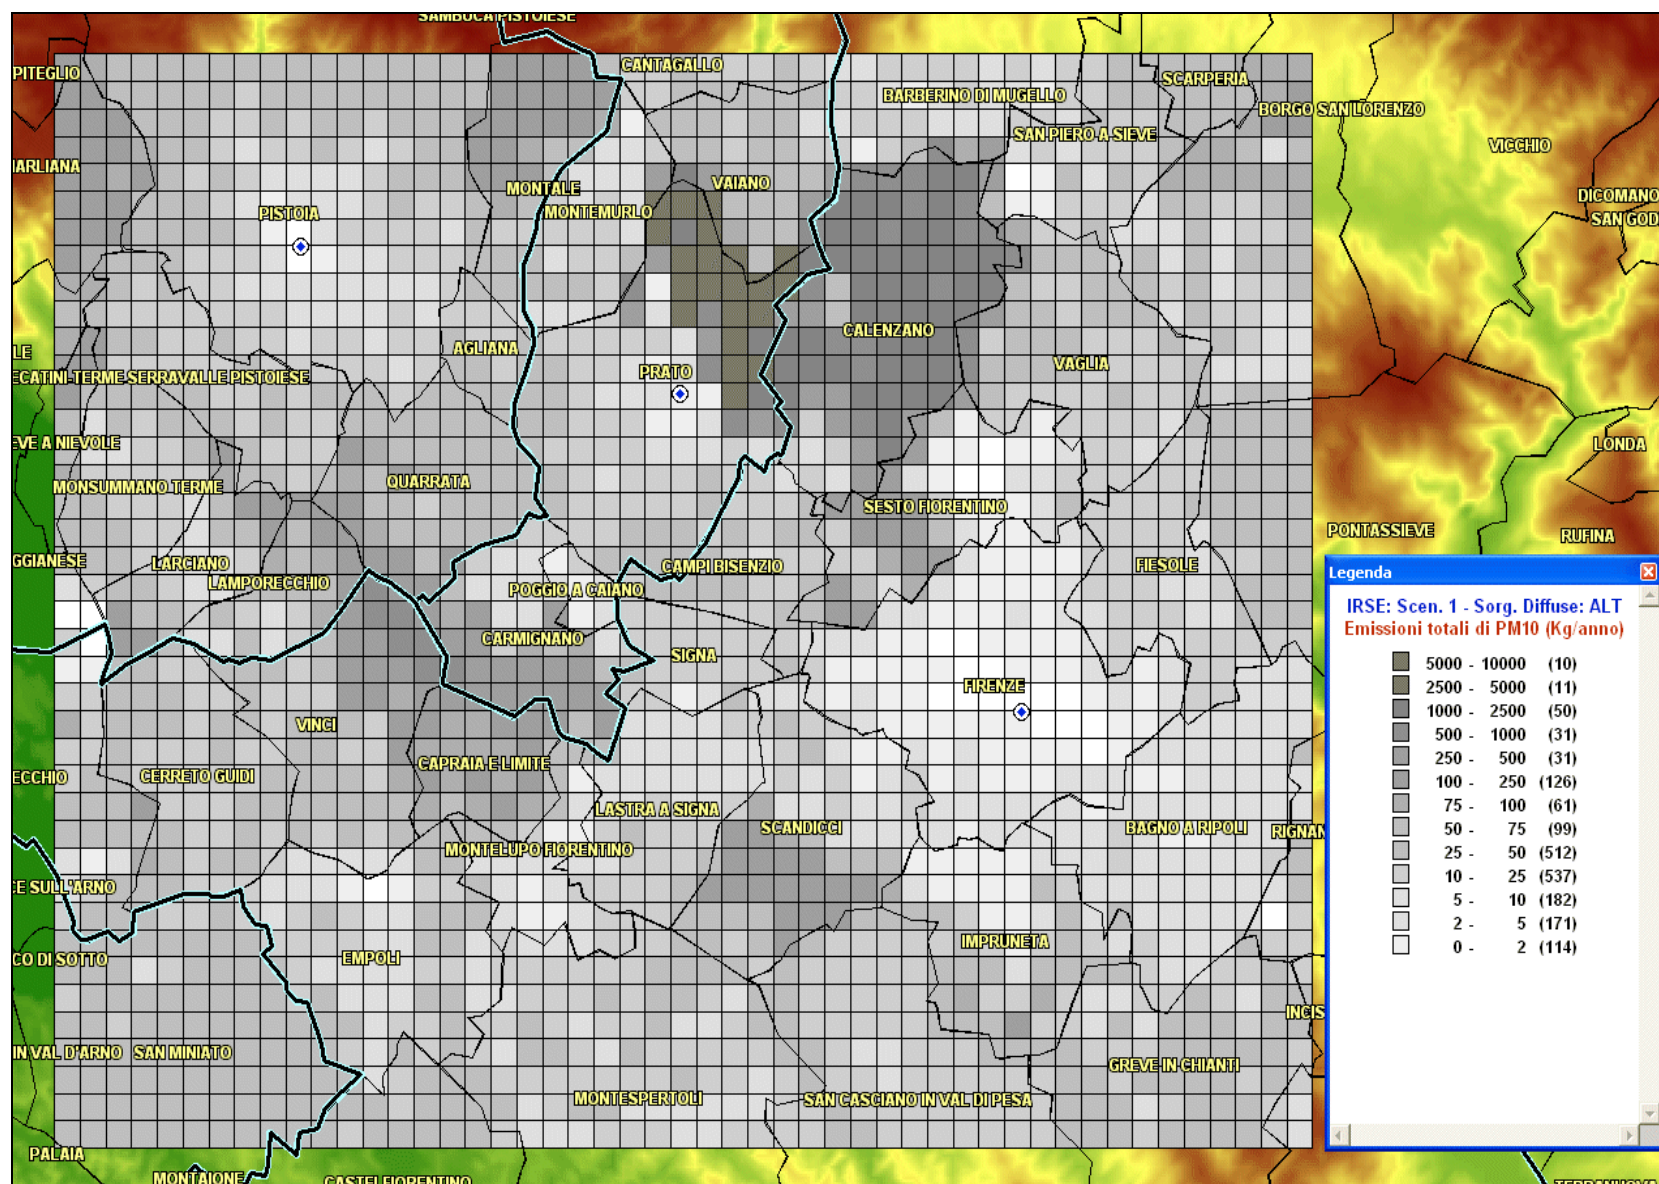 SAMBUCA PISTOIESE
PITEGLIO
CANTAGALLO
SCARPERIA
BARBERINO DI MUGELLO
BORGO SAN LORENZO
SAN PIERO A SIEVE
VICCHIO
IARLIANA
MONTALE
VAIANO
DICOMANO
PISTOIA
MONTEMURLO
SAN GOD
CALENZANO
LE
AGLIANA
VAGLIA
ECATINI-TERME SERRAVALLE PISTOIESE
PRATO
EVE A NIEVOLE
LONDA
MONSUMMANO TERME
QUARRATA
SESTO FIORENTINO
PONTASSIEVE
RUFINA
GGIANESE
LARCIANO
CAMPI BISENZIO
FIESOLE
LAMPORECCHIO
POGGIO A CAIANO
CARMIGNANO
SIGNA
FIRENZE
VINCI
ECCHIO
CERRETO GUIDI
CAPRAIA E LIMITE
LASTRA A SIGNA
SCANDICCI
BAGNO A RIPOLI
RIGNAN
MONTELUPO FIORENTINO
CE SULL'ARNO
IMPRUNETA
CO DI SOTTO
EMPOLI
INCIS
IN VAL D'ARNO
SAN MINIATO
GREVE IN CHIANTI
MONTESPERTOLI
SAN CASCIANO IN VAL DI PESA
PALAIA
MONTAIONE
CASTELFIORENTINO
TERRANUOVA
Legenda
IRSE: Scen. 1 - Sorg. Diffuse: ALT
Emissioni totali di PM10 (Kg/anno)
5000 - 10000 (10)
2500 - 5000 (11)
1000 - 2500 (50)
500 - 1000 (31)
250 - 500 (31)
100 - 250 (126)
75 - 100 (61)
50 - 75 (99)
25 - 50 (512)
10 - 25 (537)
5 - 10 (182)
2 - 5 (171)
0 - 2 (114)